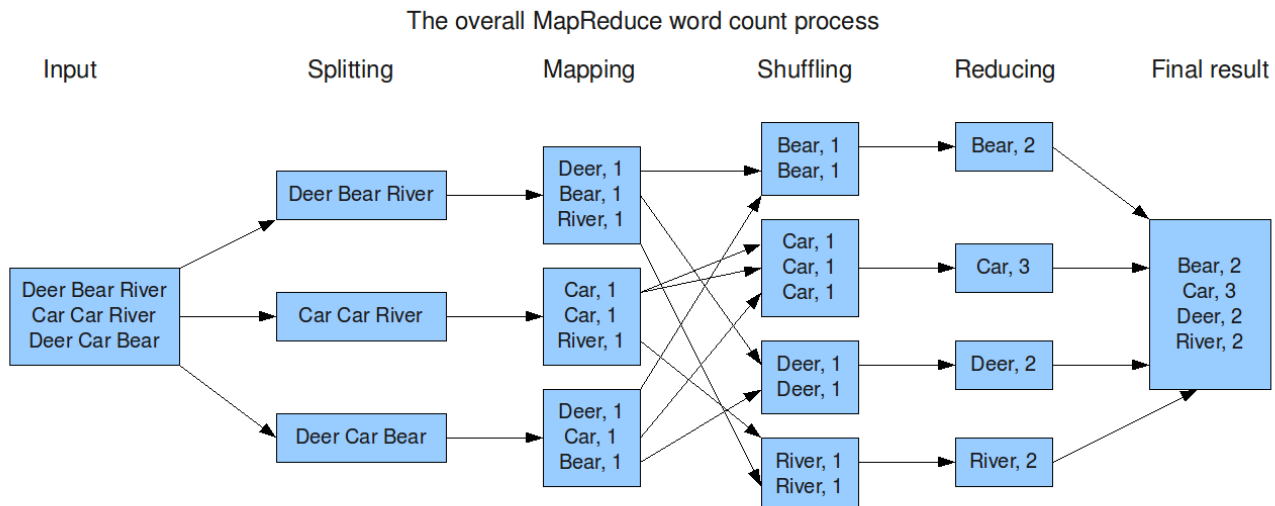 The overall MapReduce word count process
Input
Splitting
Mapping
Shuffling
Reducing
Final result
Deer Bear River
Car Car River
Deer Car Bear
Deer Bear River
Car Car River
Deer Car Bear
Deer, 1
Bear, 1
River, 1
Car, 1
Car, 1
River, 1
Deer, 1
Car, 1
Bear, 1
Bear, 1
Bear, 1
Car, 1
Car, 1
Car, 1
Deer, 1
Deer, 1
River, 1
River, 1
Bear, 2
Car, 3
Deer, 2
River, 2
Bear, 2
Car, 3
Deer, 2
River, 2